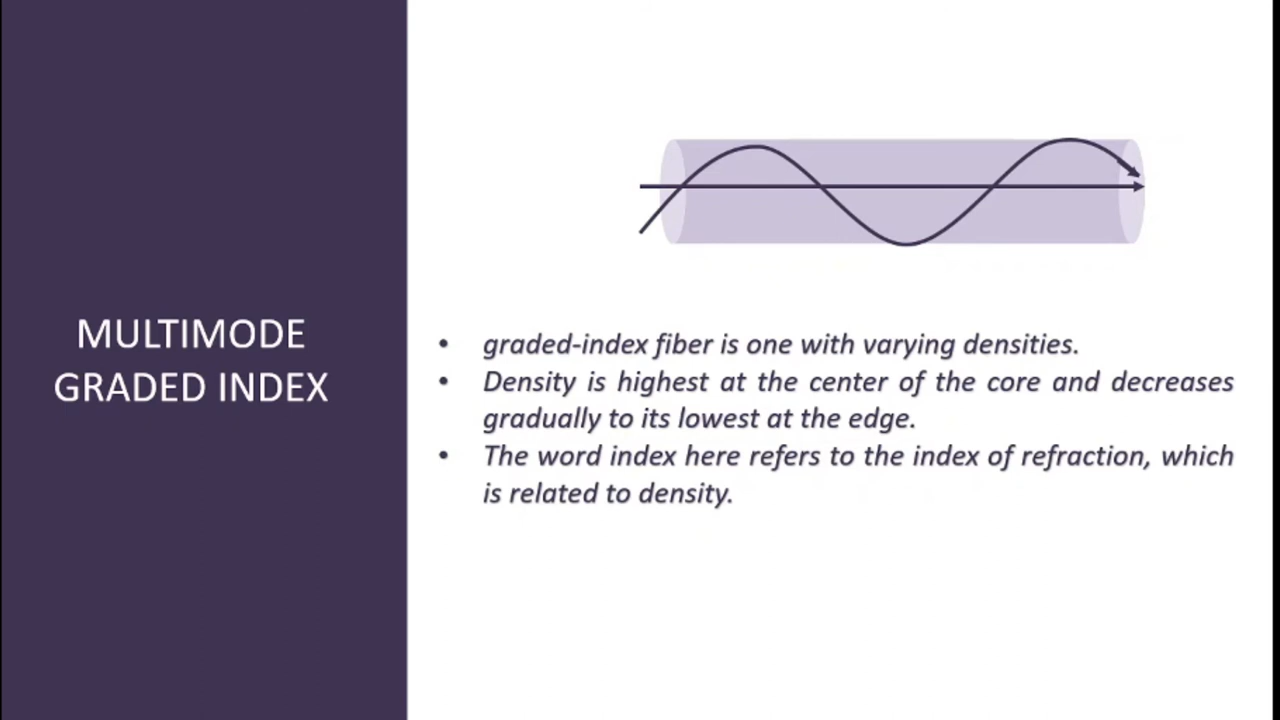 MULTIMODE
GRADED INDEX
• graded-index fiber is one with varying densities.
• Density is highest at the center of the core and decreases
gradually to its lowest at the edge.
• The word index here refers to the index of refraction, which
is related to density.